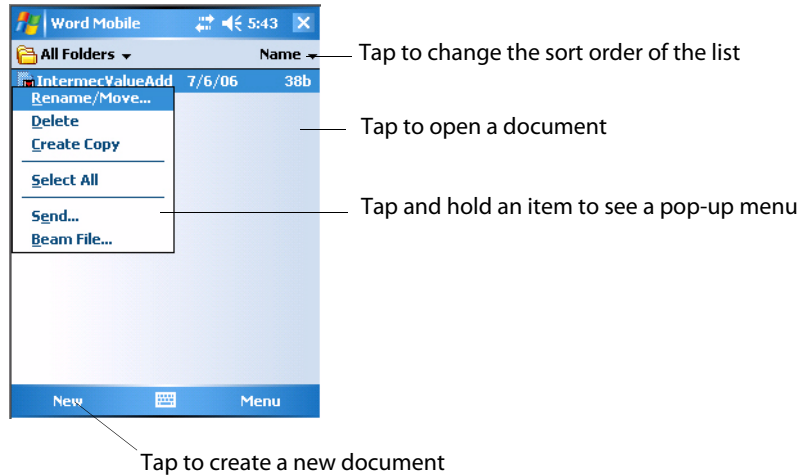 Word Mobile 5:43
All Folders Name
Tap to change the sort order of the list
IntermecValueAdd 7/6/06 38b
Rename/Move...
Delete
Tap to open a document
Create Copy
Select All
Tap and hold an item to see a pop-up menu
Send...
Beam File...
New Menu
Tap to create a new document